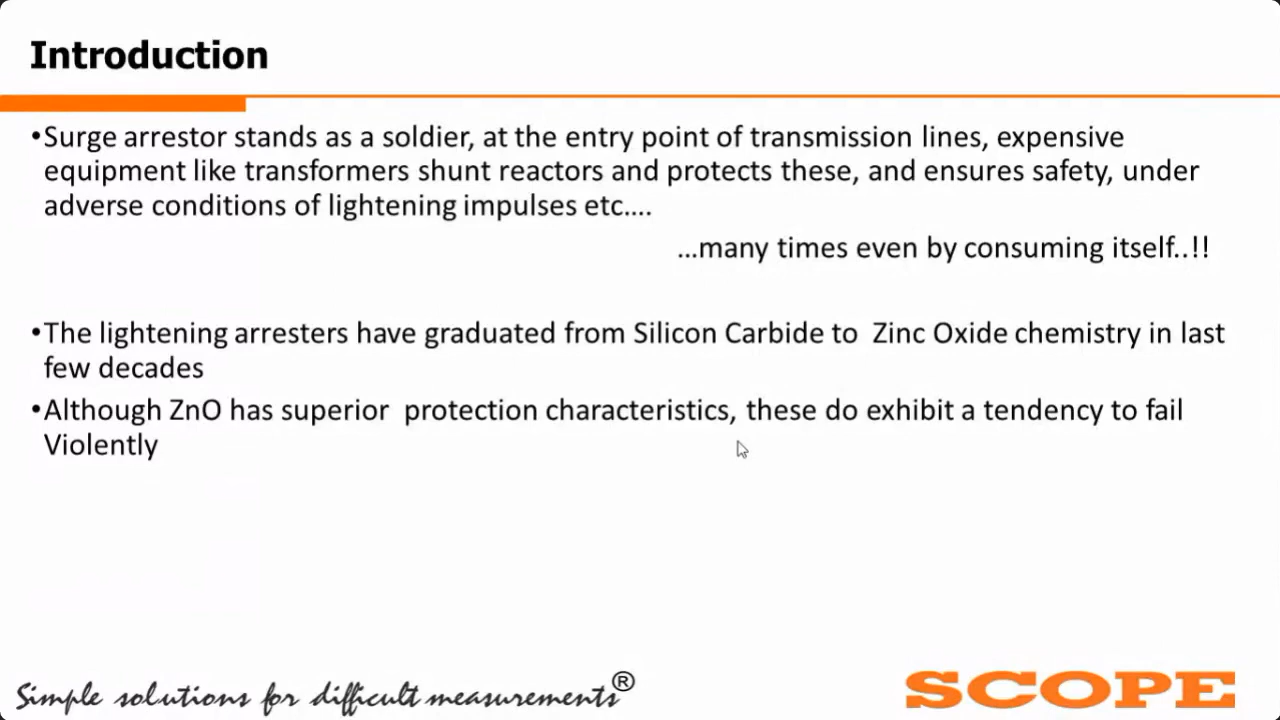 Introduction
•Surge arrestor stands as a soldier, at the entry point of transmission lines, expensive
equipment like transformers shunt reactors and protects these, and ensures safety, under
adverse conditions of lightening impulses etc....
...many times even by consuming itself..!!
•The lightening arresters have graduated from Silicon Carbide to  Zinc Oxide chemistry in last
few decades
•Although ZnO has superior  protection characteristics, these do exhibit a tendency to fail
Violently
Simple solutions for difficult measurements®
SCOPE